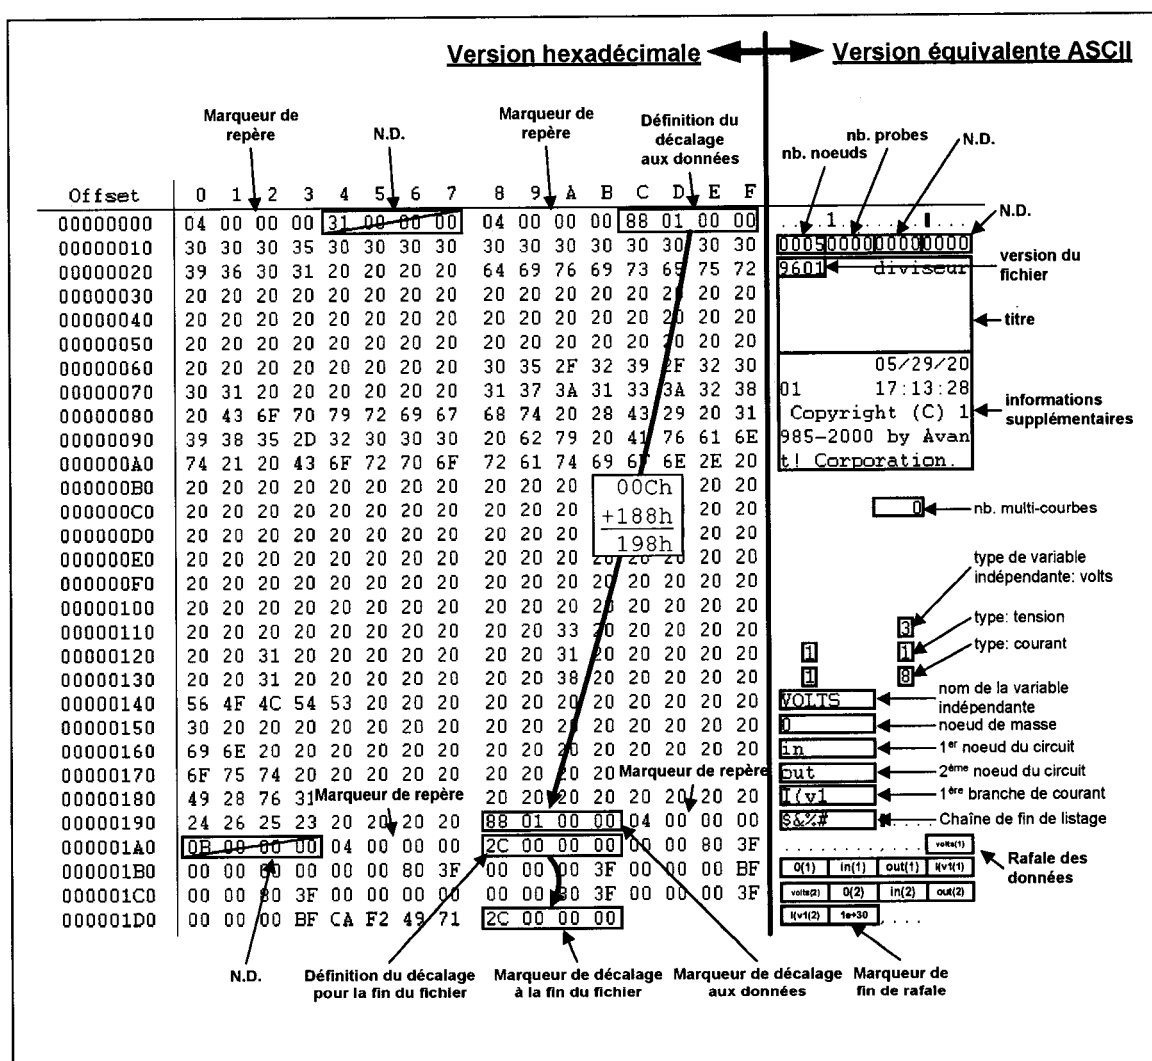 Version hexadécimale
Version équivalente ASCII
Marqueur de repère
N.D.
Marqueur de repère
Définition du décalage aux données
nb. noeuds
nb. probes
N.D.
Offset 0 1 2 3 4 5 6 7 8 9 A B C D E F
00000000 04 00 00 00 31 00 00 00 04 00 00 00 88 01 00 00 ....1.......█... N.D.
00000010 30 30 30 35 30 30 30 30 30 30 30 30 30 30 30 30 0005000000000000
00000020 39 36 30 31 20 20 20 20 64 69 76 69 73 65 75 72 9601 diviseur version du fichier
00000030 20 20 20 20 20 20 20 20 20 20 20 20 20 20 20 20
00000040 20 20 20 20 20 20 20 20 20 20 20 20 20 20 20 20 titre
00000050 20 20 20 20 20 20 20 20 20 20 20 20 20 20 20 20
00000060 20 20 20 20 20 20 20 20 30 35 2F 32 39 2F 32 30 05/29/20
00000070 30 31 20 20 20 20 20 20 31 37 3A 31 33 3A 32 38 01 17:13:28
00000080 20 43 6F 70 79 72 69 67 68 74 20 28 43 29 20 31 Copyright (C) 1 informations supplémentaires
00000090 39 38 35 2D 32 30 30 30 20 62 79 20 41 76 61 6E 985-2000 by Avan
000000A0 74 21 20 43 6F 72 70 6F 72 61 74 69 6F 6E 2E 20 t! Corporation.
000000B0 20 20 20 20 20 20 20 20 20 20 20 00Ch 20 20
000000C0 20 20 20 20 20 20 20 20 20 20 20 +188h 20 20 0 nb. multi-courbes
000000D0 20 20 20 20 20 20 20 20 20 20 20 198h 20 20
000000E0 20 20 20 20 20 20 20 20 20 20 20 20 20 20 20 20
000000F0 20 20 20 20 20 20 20 20 20 20 20 20 20 20 20 20 type de variable indépendante: volts
00000100 20 20 20 20 20 20 20 20 20 20 20 20 20 20 20 20
00000110 20 20 20 20 20 20 20 20 20 20 33 20 20 20 20 20 3 type: tension
00000120 20 20 31 20 20 20 20 20 20 20 31 20 20 20 20 20 1 1 type: courant
00000130 20 20 31 20 20 20 20 20 20 20 38 20 20 20 20 20 1 8
00000140 56 4F 4C 54 53 20 20 20 20 20 20 20 20 20 20 20 VOLTS nom de la variable indépendante
00000150 30 20 20 20 20 20 20 20 20 20 20 20 20 20 20 20 0 noeud de masse
00000160 69 6E 20 20 20 20 20 20 20 20 20 20 20 20 20 20 in 1er noeud du circuit
00000170 6F 75 74 20 20 20 20 20 20 20 20 20 Marqueur de repère out 2ème noeud du circuit
00000180 49 28 76 31 Marqueur de repère 20 20 20 20 20 20 20 20 I(v1 1ère branche de courant
00000190 24 26 25 23 20 20 20 20 88 01 00 00 04 00 00 00 $&%# Chaîne de fin de listage
000001A0 0B 00 00 00 04 00 00 00 2C 00 00 00 00 00 80 3F volts(1)
000001B0 00 00 00 00 00 00 80 3F 00 00 00 3F 00 00 00 BF 0(1) in(1) out(1) I(v1(1) Rafale des données
000001C0 00 00 80 3F 00 00 00 00 00 00 80 3F 00 00 00 3F volts(2) 0(2) in(2) out(2)
000001D0 00 00 00 BF CA F2 49 71 2C 00 00 00 I(v1(2) 1e+30 ....
N.D.
Définition du décalage pour la fin du fichier
Marqueur de décalage à la fin du fichier
Marqueur de décalage aux données
Marqueur de fin de rafale